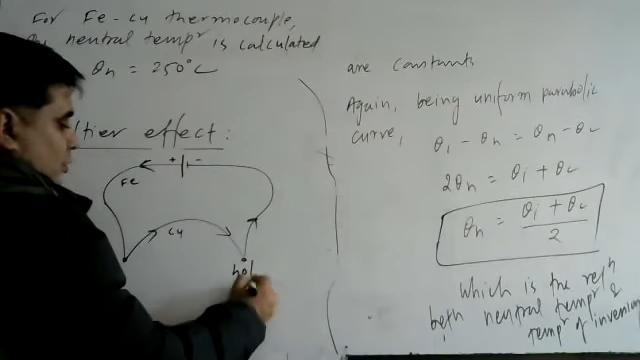 For Fe-Cu thermocouple,
neutral tempr is calculated
θn = 250°C
ltier effect:
+ -
Fe
Cu
hot
are constants
Again, being uniform parabolic
curve,
θi - θn = θn - θc
2θn = θi + θc
θn = θi + θc / 2
Which is the reln
beth neutral tempr &
tempr of inversion